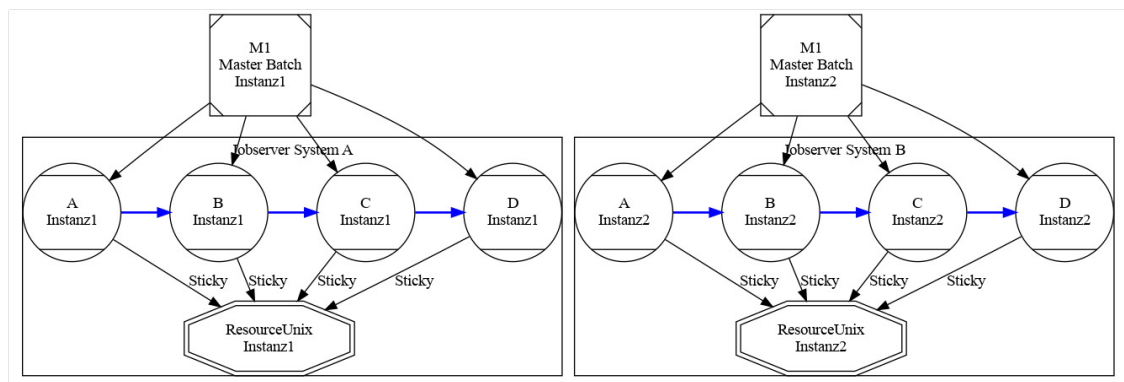 M1
Master Batch
Instanz1
M1
Master Batch
Instanz2
Jobserver System A
A
Instanz1
B
Instanz1
C
Instanz1
D
Instanz1
Sticky
Sticky
Sticky
Sticky
ResourceUnix
Instanz1
Jobserver System B
A
Instanz2
B
Instanz2
C
Instanz2
D
Instanz2
Sticky
Sticky
Sticky
Sticky
ResourceUnix
Instanz2